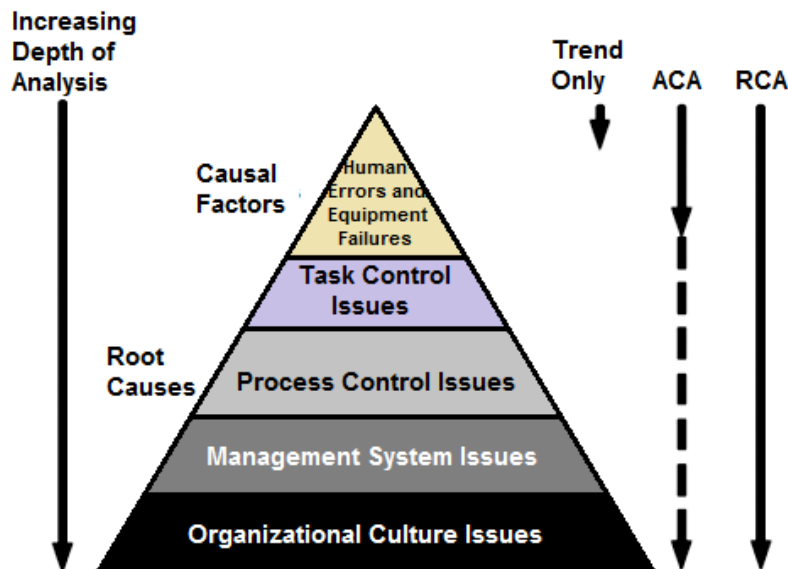 Increasing
Depth of
Analysis
Trend
Only
ACA
RCA
Causal
Factors
Human
Errors and
Equipment
Failures
Task Control
Issues
Root
Causes
Process Control Issues
Management System Issues
Organizational Culture Issues